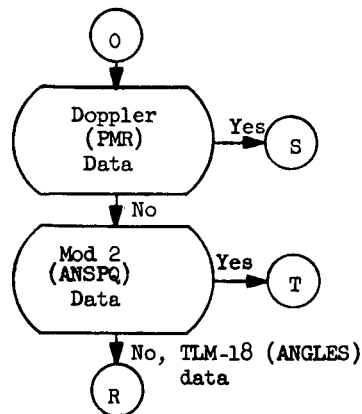 O
Doppler
(PMR)
Data
Yes
S
No
Mod 2
(ANSPQ)
Data
Yes
T
No, TLM-18 (ANGLES)
data
R